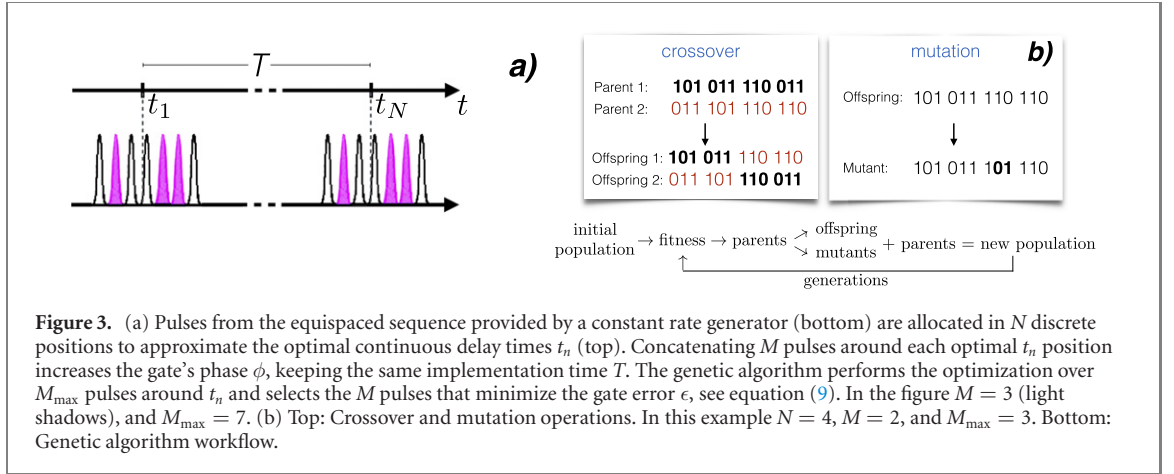 T
t₁
t_N
t
a)
crossover
Parent 1: 101 011 110 011
Parent 2: 011 101 110 110
Offspring 1: 101 011 110 110
Offspring 2: 011 101 110 011
mutation
b)
Offspring: 101 011 110 110
Mutant: 101 011 101 110
initial
population → fitness → parents
offspring
mutants
+ parents = new population
generations
Figure 3. (a) Pulses from the equispaced sequence provided by a constant rate generator (bottom) are allocated in N discrete
positions to approximate the optimal continuous delay times tₙ (top). Concatenating M pulses around each optimal tₙ position
increases the gate's phase ϕ, keeping the same implementation time T. The genetic algorithm performs the optimization over
M_max pulses around tₙ and selects the M pulses that minimize the gate error ϵ, see equation (9). In the figure M = 3 (light
shadows), and M_max = 7. (b) Top: Crossover and mutation operations. In this example N = 4, M = 2, and M_max = 3. Bottom:
Genetic algorithm workflow.